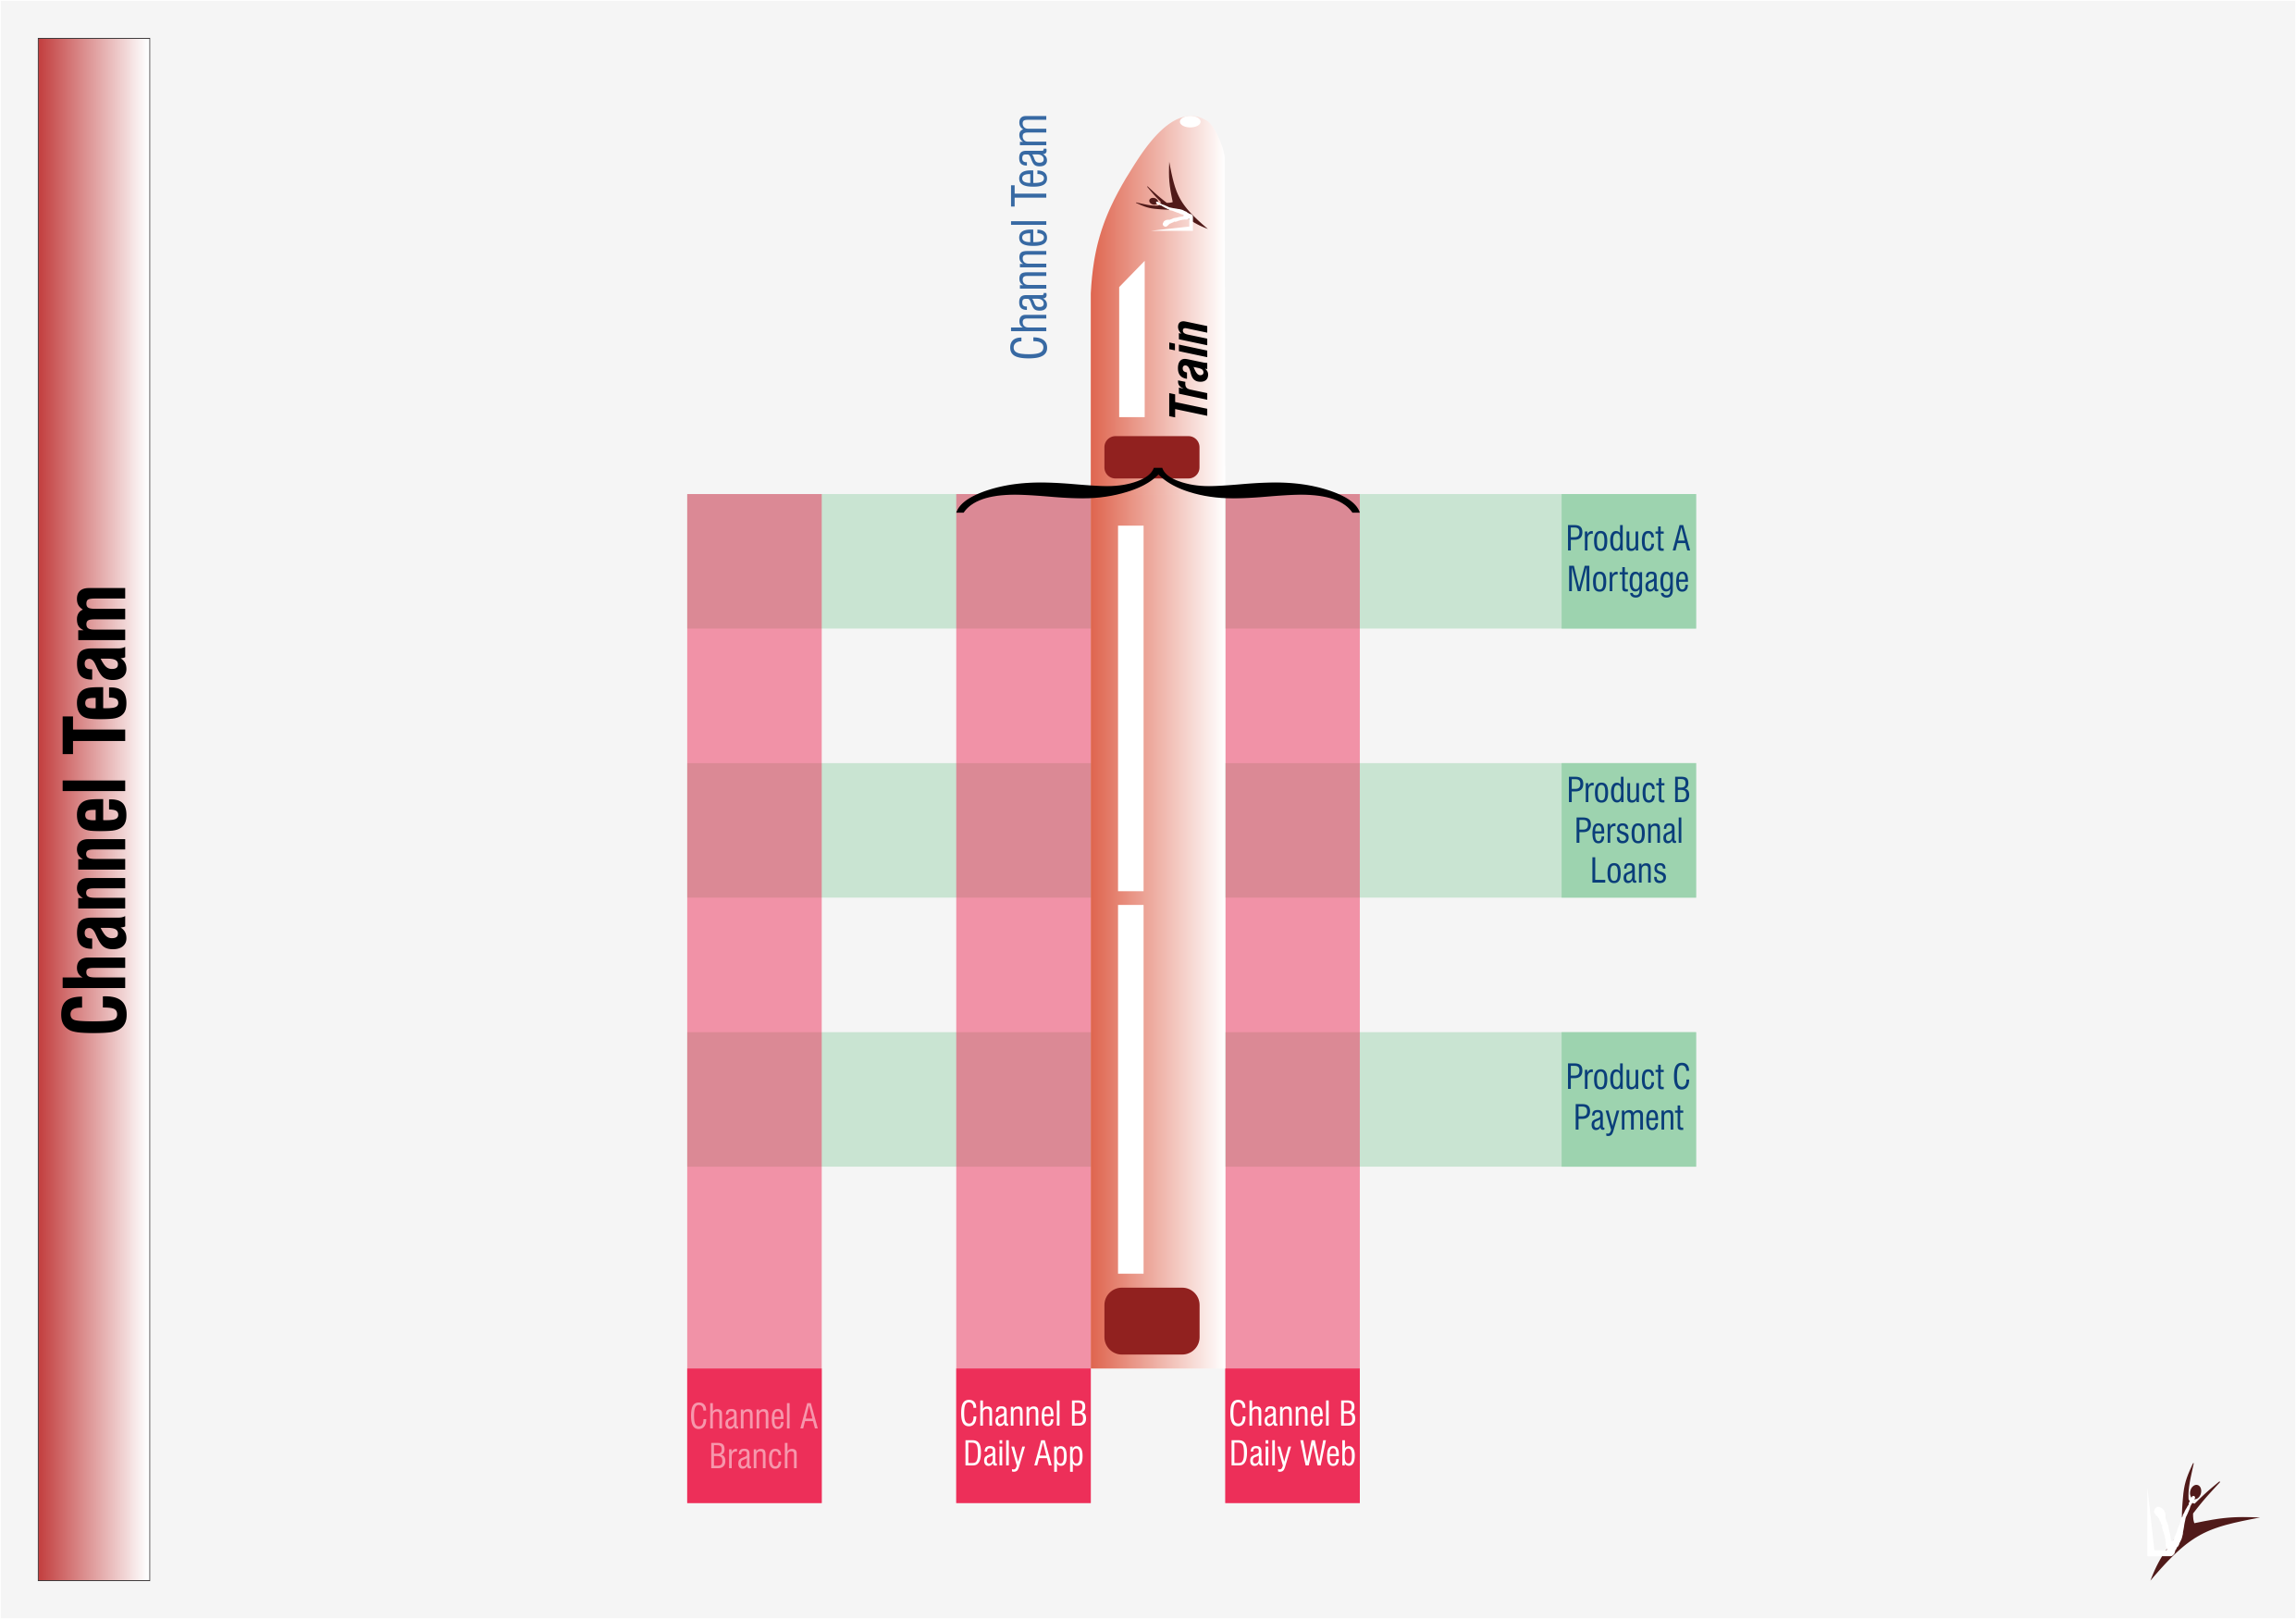 Channel Team
Channel Team
Train
Product A
Mortgage
Product B
Personal
Loans
Product C
Payment
Channel A
Branch
Channel B
Daily App
Channel B
Daily Web